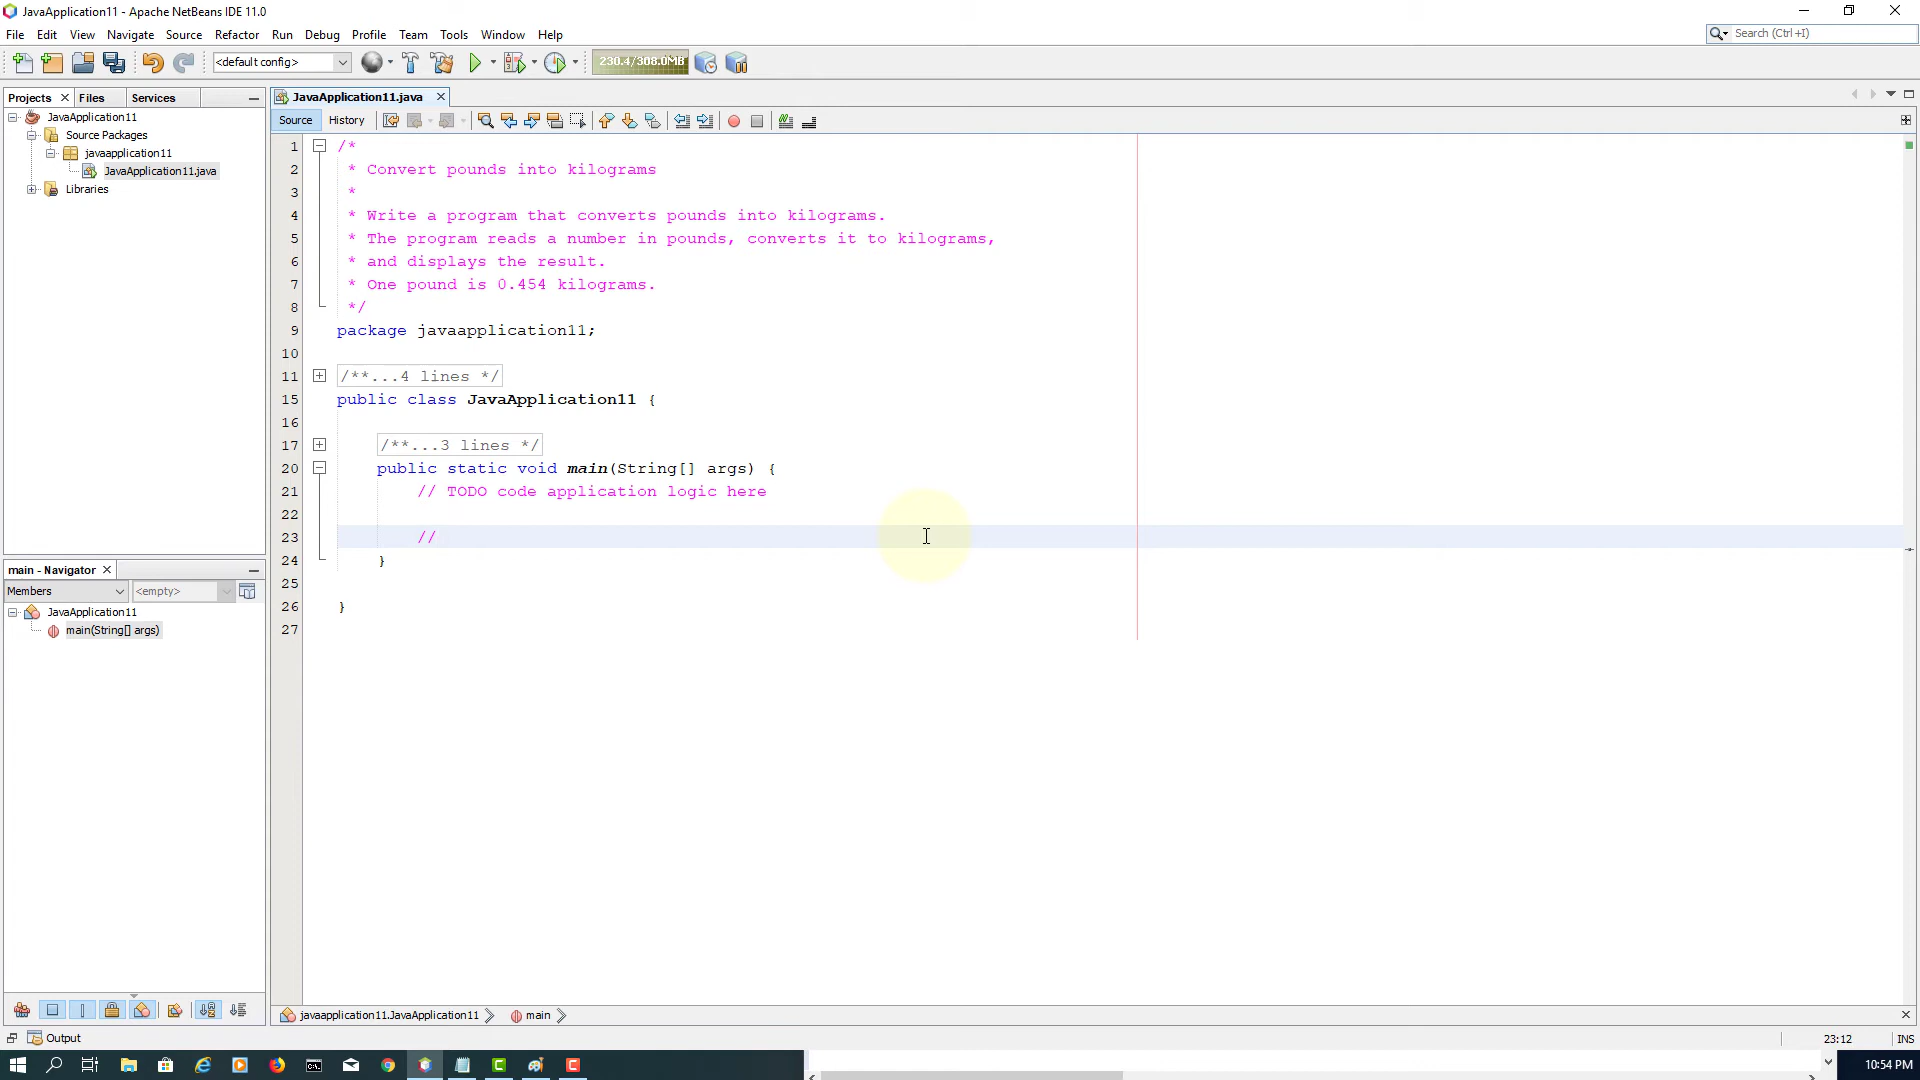 JavaApplication11 - Apache NetBeans IDE 11.0
File Edit View Navigate Source Refactor Run Debug Profile Team Tools Window Help
Search (Ctrl+I)
<default config>
230.4/308.0MB
Projects Files Services
JavaApplication11.java
JavaApplication11
Source Packages
javaapplication11
JavaApplication11.java
Libraries
Source History
1 /*
2 * Convert pounds into kilograms
3 *
4 * Write a program that converts pounds into kilograms.
5 * The program reads a number in pounds, converts it to kilograms,
6 * and displays the result.
7 * One pound is 0.454 kilograms.
8 */
9 package javaapplication11;
10
11 /**...4 lines */
15 public class JavaApplication11 {
16
17 /**...3 lines */
20 public static void main(String[] args) {
21 // TODO code application logic here
22
23 //
24 }
25
26 }
27
main - Navigator
Members <empty>
JavaApplication11
main(String[] args)
javaapplication11.JavaApplication11 main
Output
23:12 INS
10:54 PM